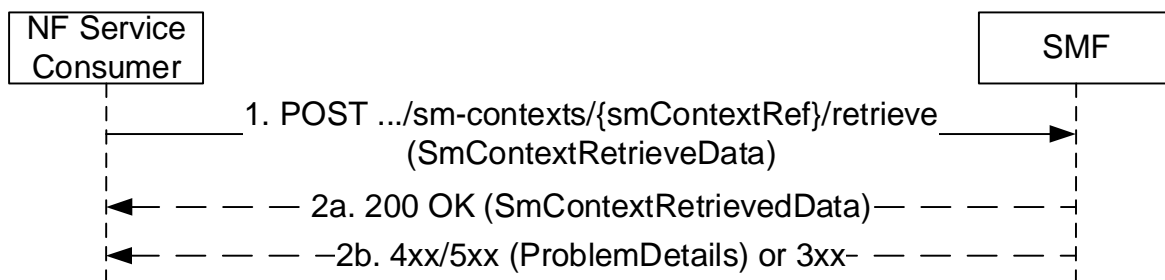 NF Service
Consumer
SMF
1. POST .../sm-contexts/{smContextRef}/retrieve
(SmContextRetrieveData)
2a. 200 OK (SmContextRetrievedData)
2b. 4xx/5xx (ProblemDetails) or 3xx